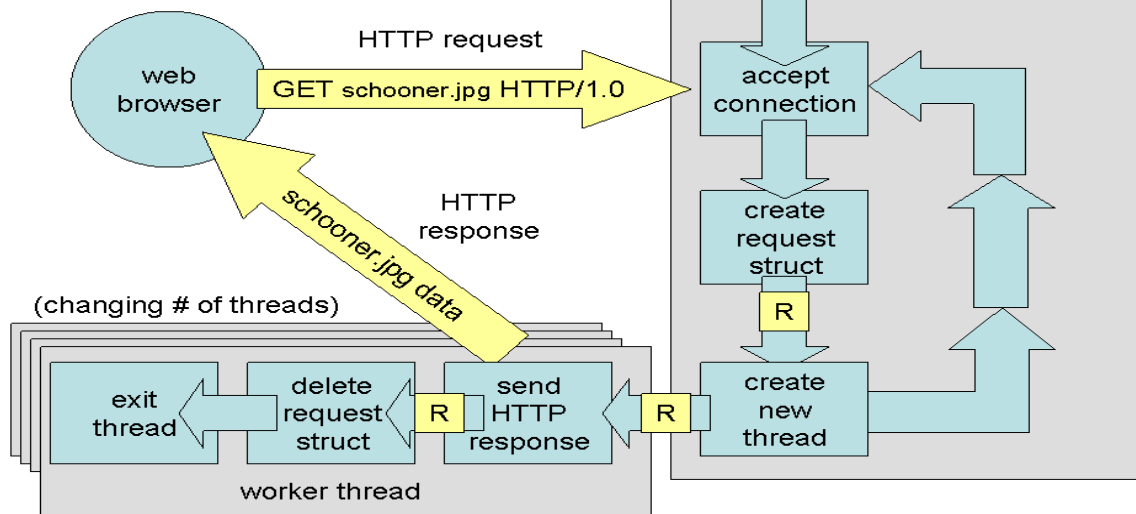 HTTP request
web
browser
GET schooner.jpg HTTP/1.0
accept
connection
HTTP
response
schooner.jpg data
create
request
struct
R
(changing # of threads)
exit
thread
delete
request
struct
R
send
HTTP
response
R
create
new
thread
worker thread